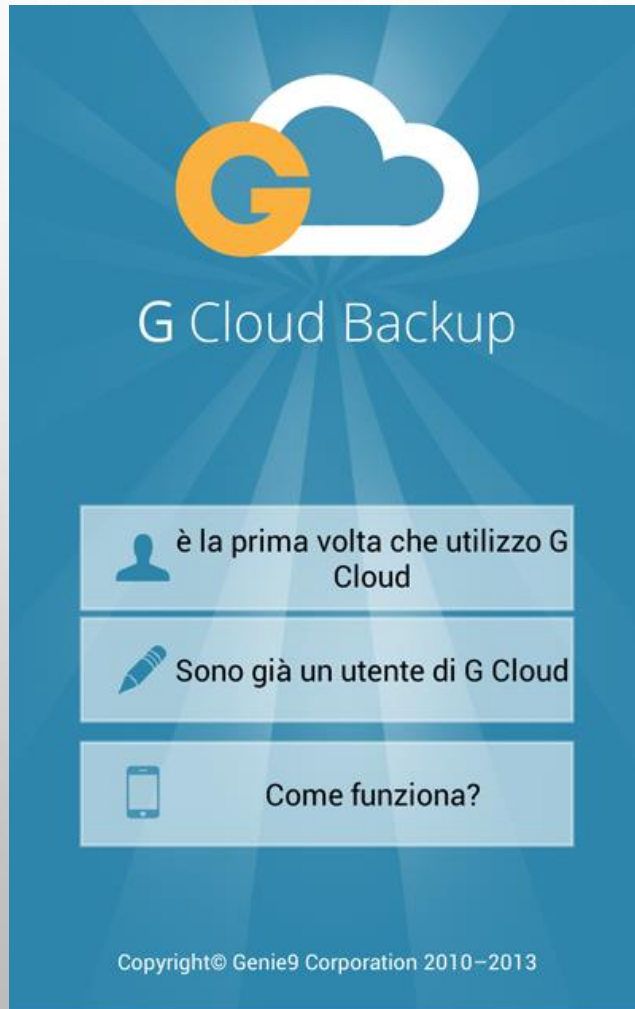 G Cloud Backup
è la prima volta che utilizzo G
Cloud
Sono già un utente di G Cloud
Come funziona?
Copyright© Genie9 Corporation 2010–2013